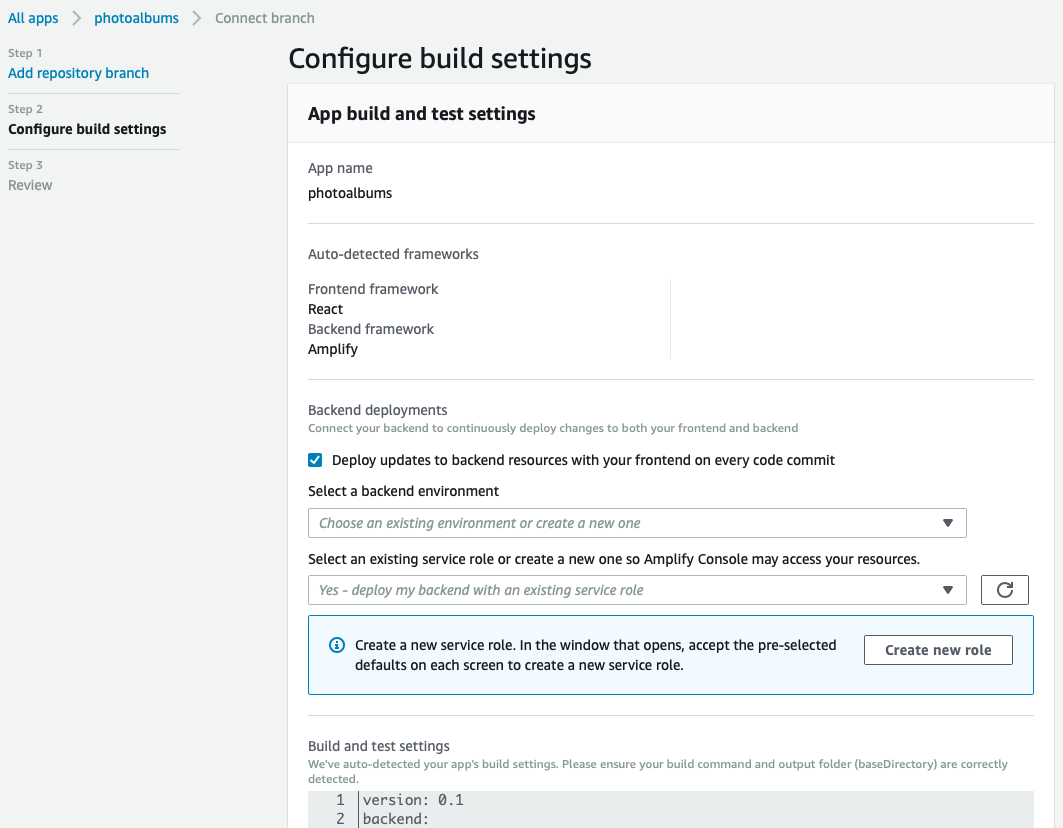 All apps > photoalbums > Connect branch
Step 1
Add repository branch
Step 2
Configure build settings
Step 3
Review
Configure build settings
App build and test settings
App name
photoalbums
Auto-detected frameworks
Frontend framework
React
Backend framework
Amplify
Backend deployments
Connect your backend to continuously deploy changes to both your frontend and backend
Deploy updates to backend resources with your frontend on every code commit
Select a backend environment
Choose an existing environment or create a new one
Select an existing service role or create a new one so Amplify Console may access your resources.
Yes - deploy my backend with an existing service role
Create a new service role. In the window that opens, accept the pre-selected
defaults on each screen to create a new service role.
Create new role
Build and test settings
We've auto-detected your app's build settings. Please ensure your build command and output folder (baseDirectory) are correctly
detected.
1 version: 0.1
2 backend: